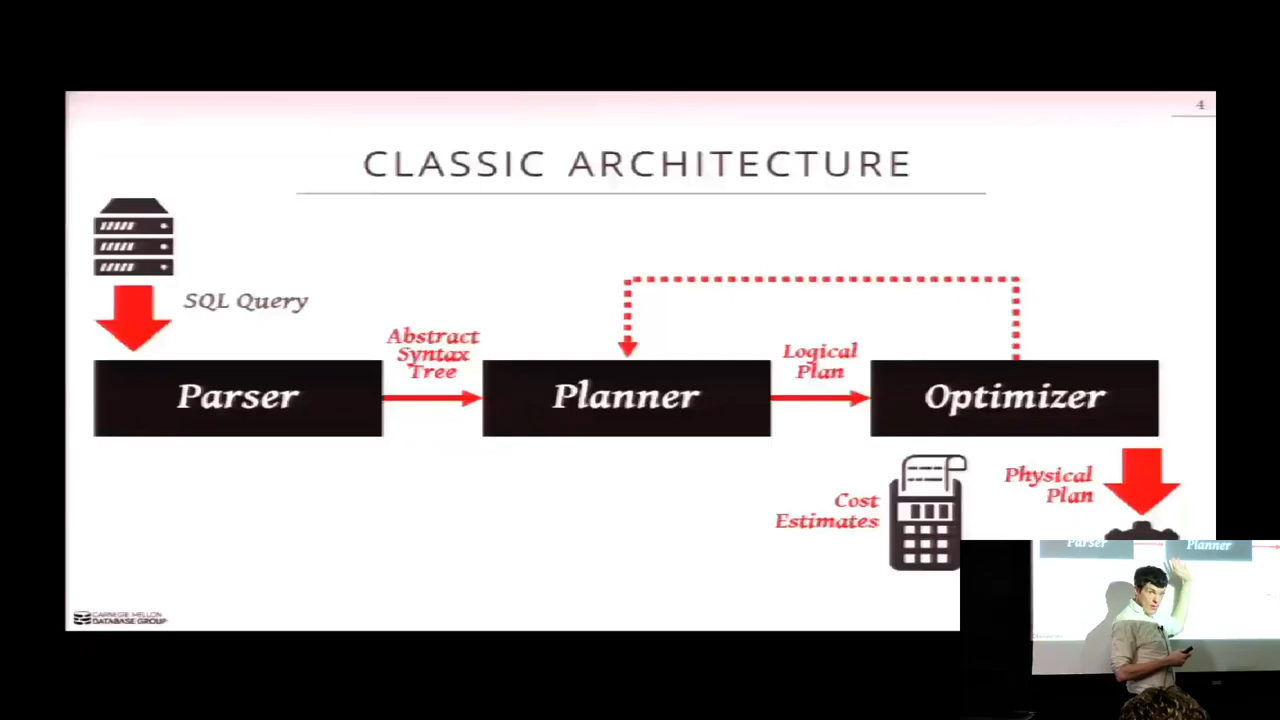 4
CLASSIC ARCHITECTURE
SQL Query
Abstract
Syntax
Tree
Logical
Plan
Parser
Planner
Optimizer
Physical
Plan
Cost
Estimates
CARNEGIE MELLON
DATABASE GROUP
Parser
Planner